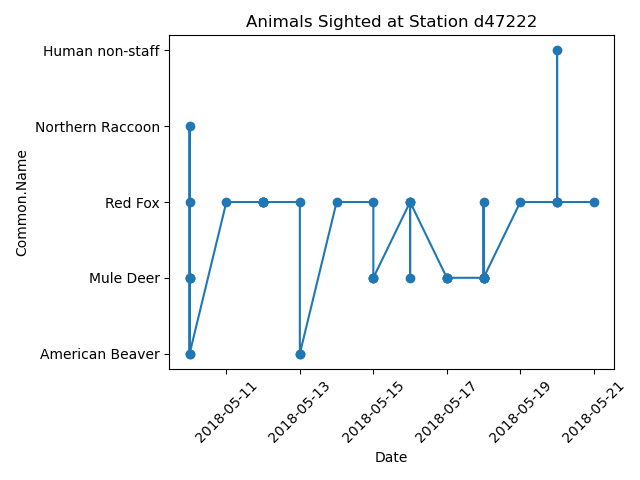 Animals Sighted at Station d47222
Human non-staff
Northern Raccoon
Red Fox
Mule Deer
American Beaver
Common.Name
2018-05-11
2018-05-13
2018-05-15
2018-05-17
2018-05-19
2018-05-21
Date